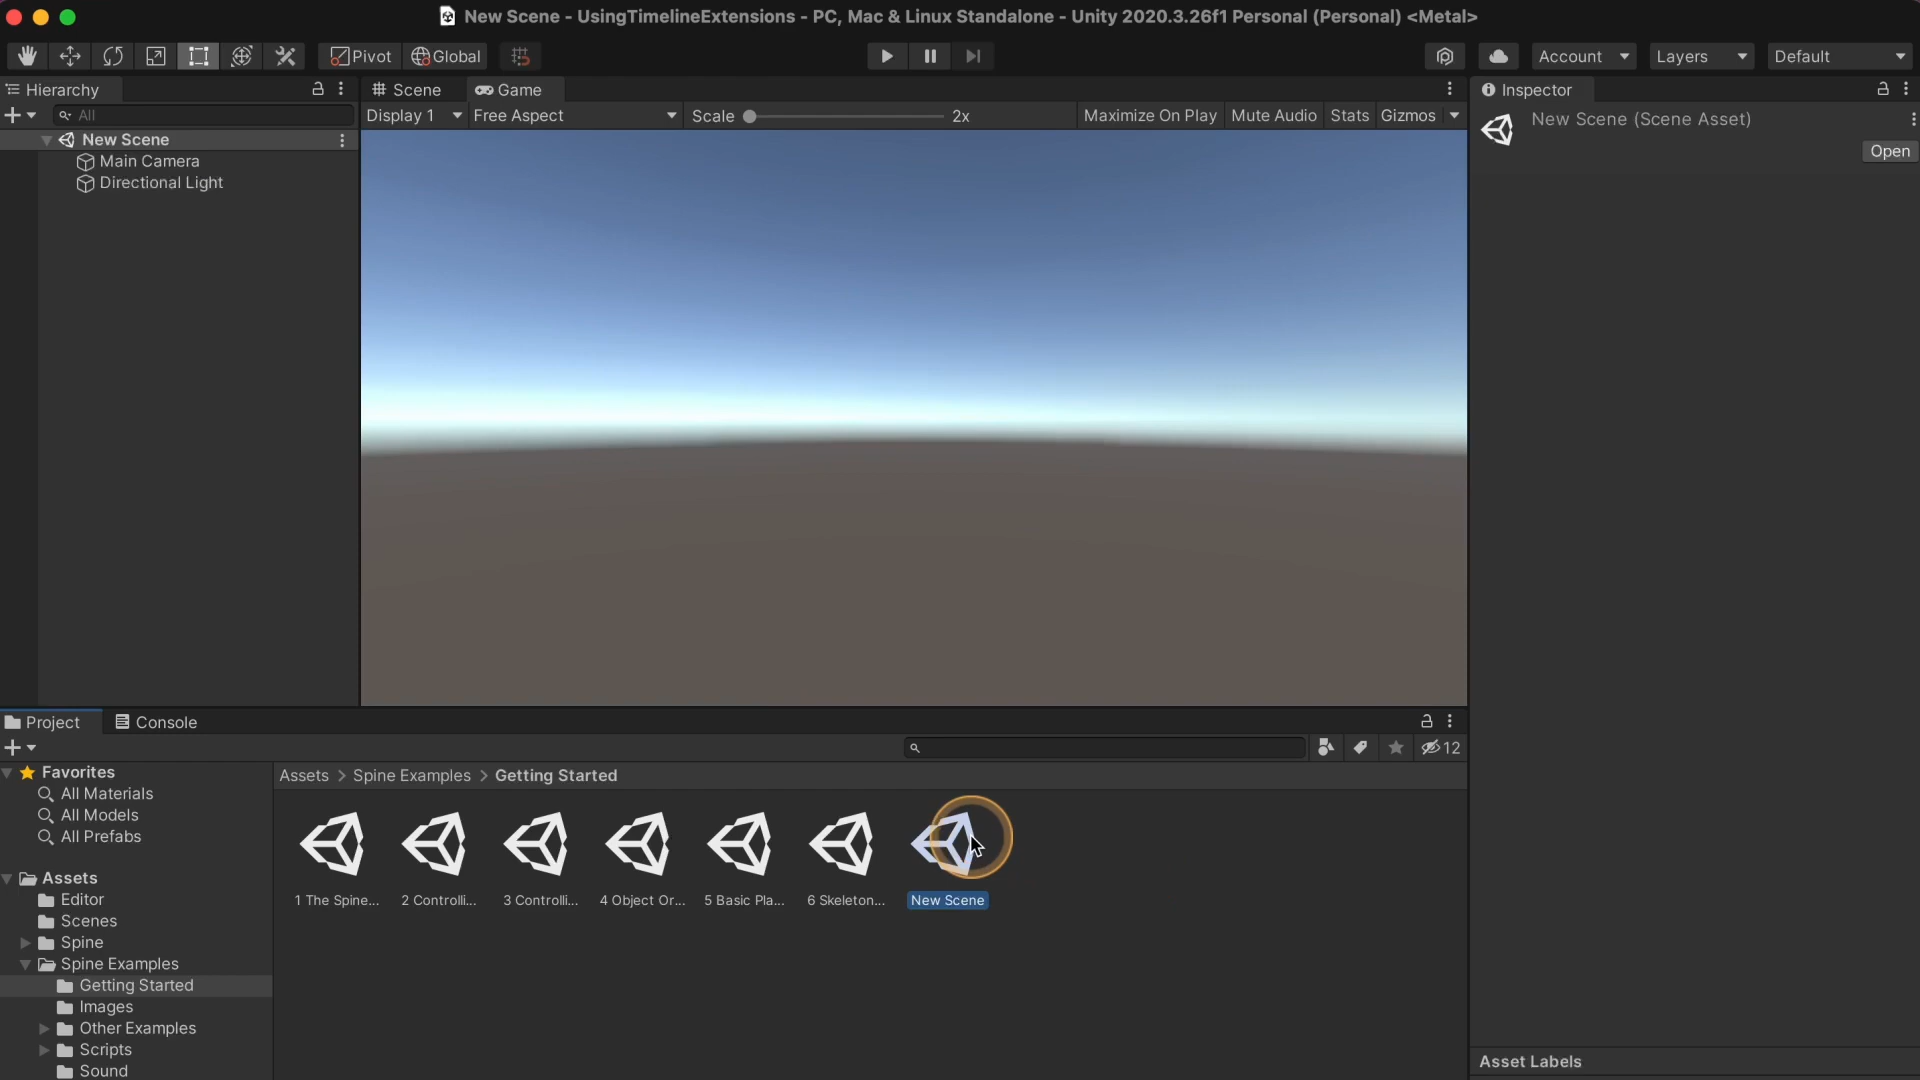 New Scene - UsingTimelineExtensions - PC, Mac & Linux Standalone - Unity 2020.3.26f1 Personal (Personal) <Metal>
Pivot Global Account Layers Default
Hierarchy
All
New Scene
Main Camera
Directional Light
Scene Game
Display 1 Free Aspect Scale 2x Maximize On Play Mute Audio Stats Gizmos
Inspector
New Scene (Scene Asset)
Open
Project Console
12
Favorites
All Materials
All Models
All Prefabs
Assets
Editor
Scenes
Spine
Spine Examples
Getting Started
Images
Other Examples
Scripts
Sound
Assets > Spine Examples > Getting Started
1 The Spine... 2 Controlli... 3 Controlli... 4 Object Or... 5 Basic Pla... 6 Skeleton... New Scene
Asset Labels